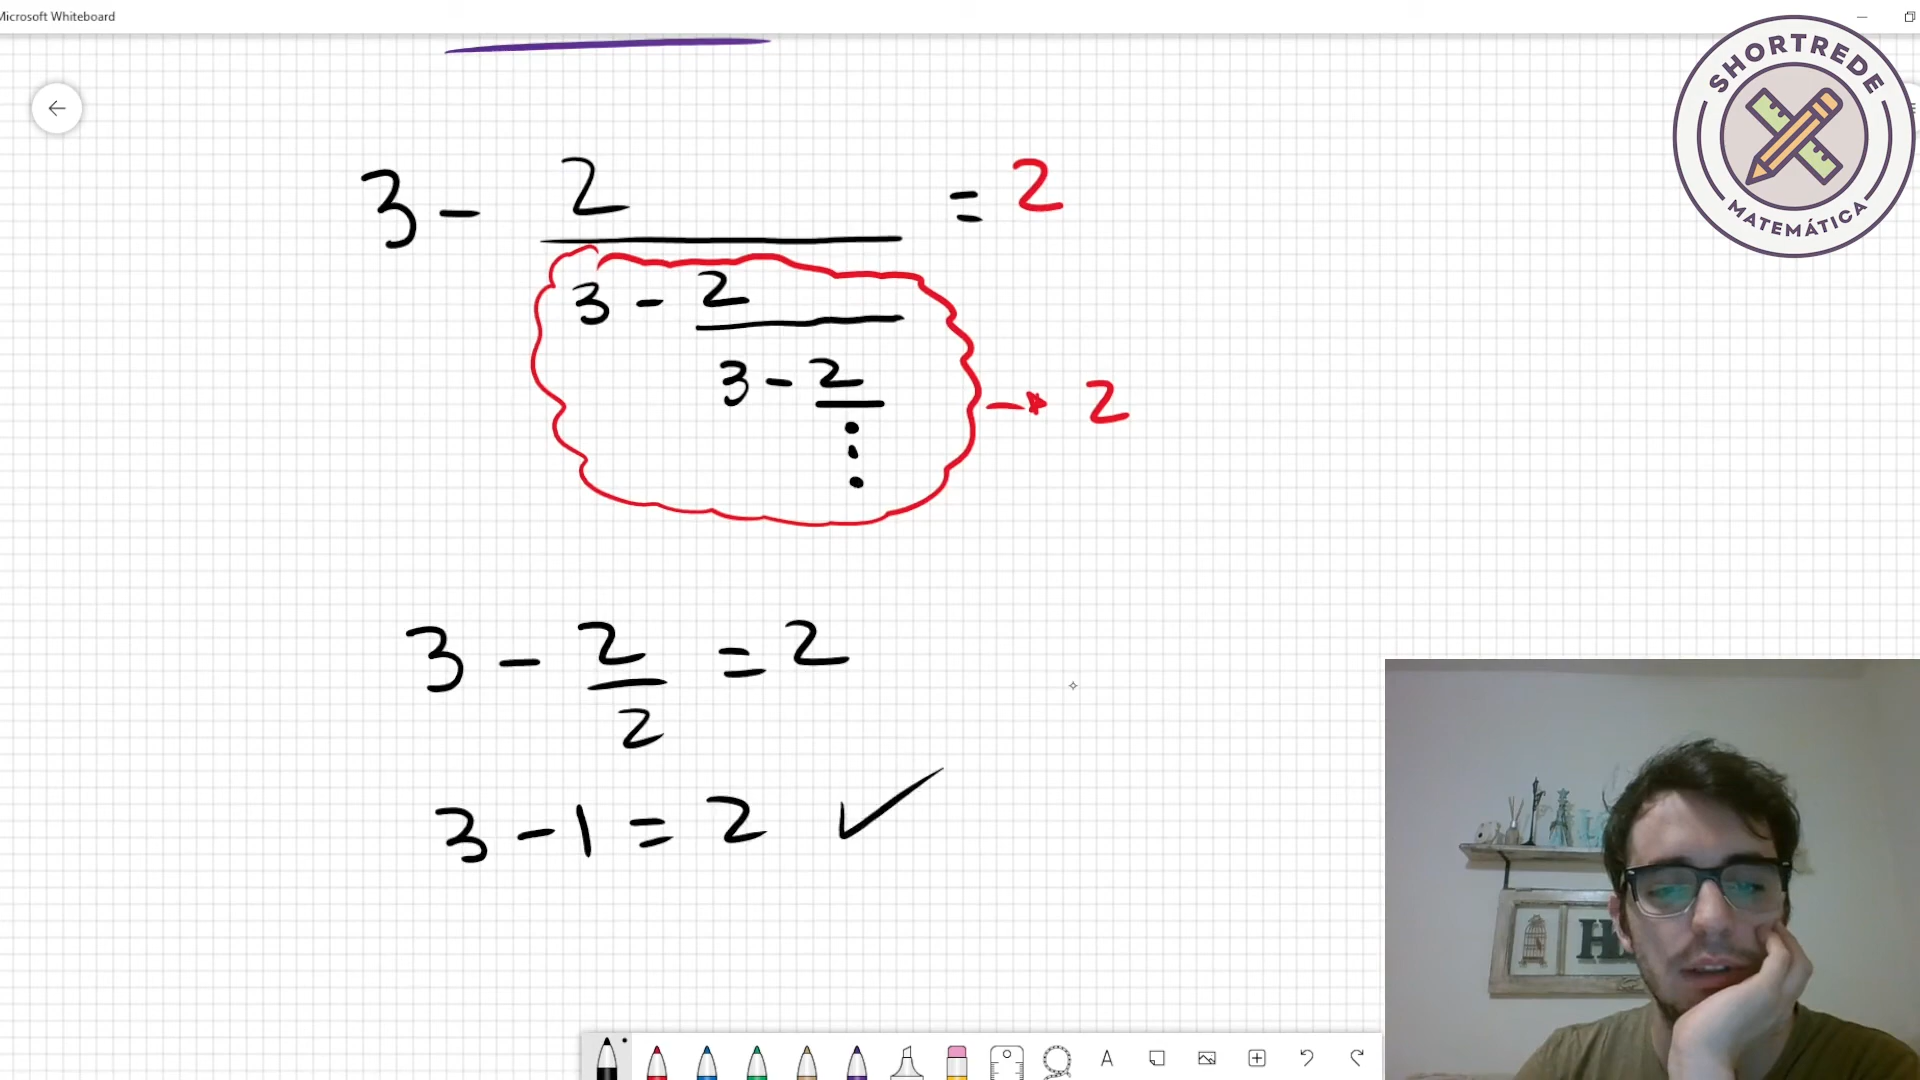 Microsoft Whiteboard
SHORTREDE
MATEMÁTICA
3 - 2 = 2
3 - 2
3 - 2 → 2
⋮
3 - 2 = 2
2
3 - 1 = 2 ✓
H
A